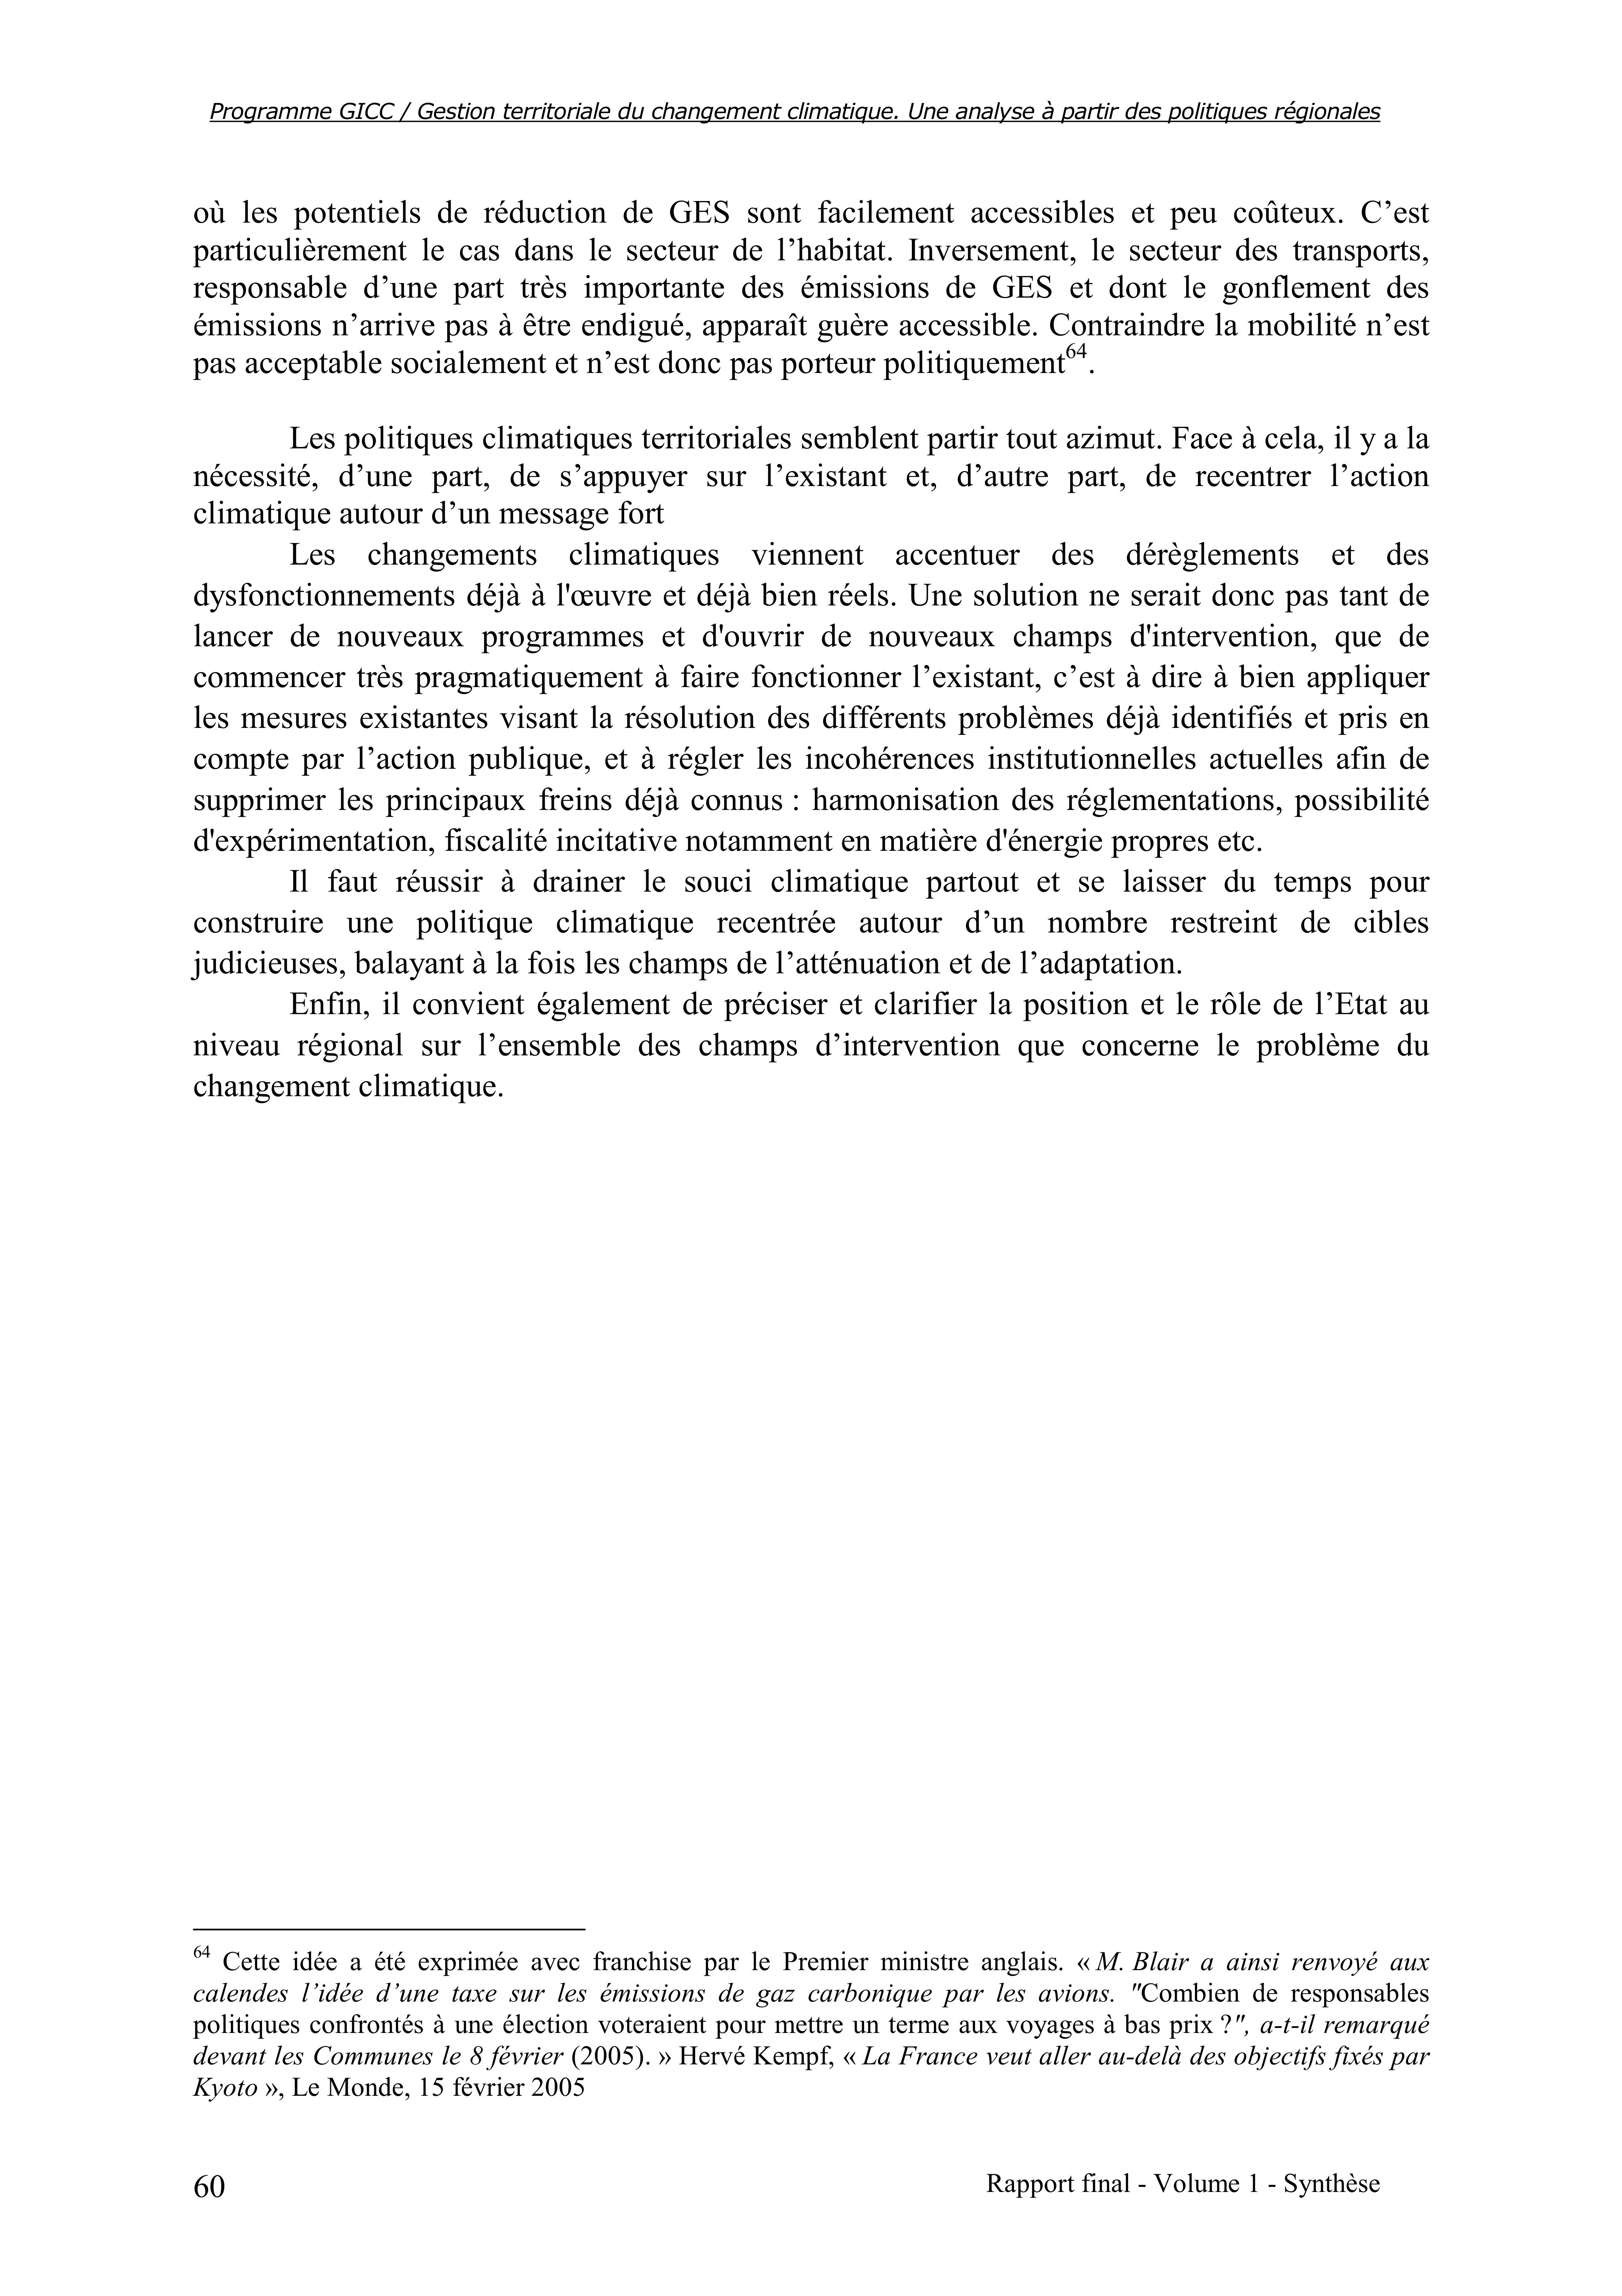 Programme GICC / Gestion territoriale du changement climatique. Une analyse à partir des politiques régionales
où les potentiels de réduction de GES sont facilement accessibles et peu coûteux. C’est
particulièrement le cas dans le secteur de l’habitat. Inversement, le secteur des transports,
responsable d’une part très importante des émissions de GES et dont le gonflement des
émissions n’arrive pas à être endigué, apparaît guère accessible. Contraindre la mobilité n’est
pas acceptable socialement et n’est donc pas porteur politiquement64.
Les politiques climatiques territoriales semblent partir tout azimut. Face à cela, il y a la
nécessité, d’une part, de s’appuyer sur l’existant et, d’autre part, de recentrer l’action
climatique autour d’un message fort
Les changements climatiques viennent accentuer des dérèglements et des
dysfonctionnements déjà à l'œuvre et déjà bien réels. Une solution ne serait donc pas tant de
lancer de nouveaux programmes et d'ouvrir de nouveaux champs d'intervention, que de
commencer très pragmatiquement à faire fonctionner l’existant, c’est à dire à bien appliquer
les mesures existantes visant la résolution des différents problèmes déjà identifiés et pris en
compte par l’action publique, et à régler les incohérences institutionnelles actuelles afin de
supprimer les principaux freins déjà connus : harmonisation des réglementations, possibilité
d'expérimentation, fiscalité incitative notamment en matière d'énergie propres etc.
Il faut réussir à drainer le souci climatique partout et se laisser du temps pour
construire une politique climatique recentrée autour d’un nombre restreint de cibles
judicieuses, balayant à la fois les champs de l’atténuation et de l’adaptation.
Enfin, il convient également de préciser et clarifier la position et le rôle de l’Etat au
niveau régional sur l’ensemble des champs d’intervention que concerne le problème du
changement climatique.
64 Cette idée a été exprimée avec franchise par le Premier ministre anglais. « M. Blair a ainsi renvoyé aux
calendes l’idée d’une taxe sur les émissions de gaz carbonique par les avions. "Combien de responsables
politiques confrontés à une élection voteraient pour mettre un terme aux voyages à bas prix ?", a-t-il remarqué
devant les Communes le 8 février (2005). » Hervé Kempf, « La France veut aller au-delà des objectifs fixés par
Kyoto », Le Monde, 15 février 2005
60
Rapport final - Volume 1 - Synthèse